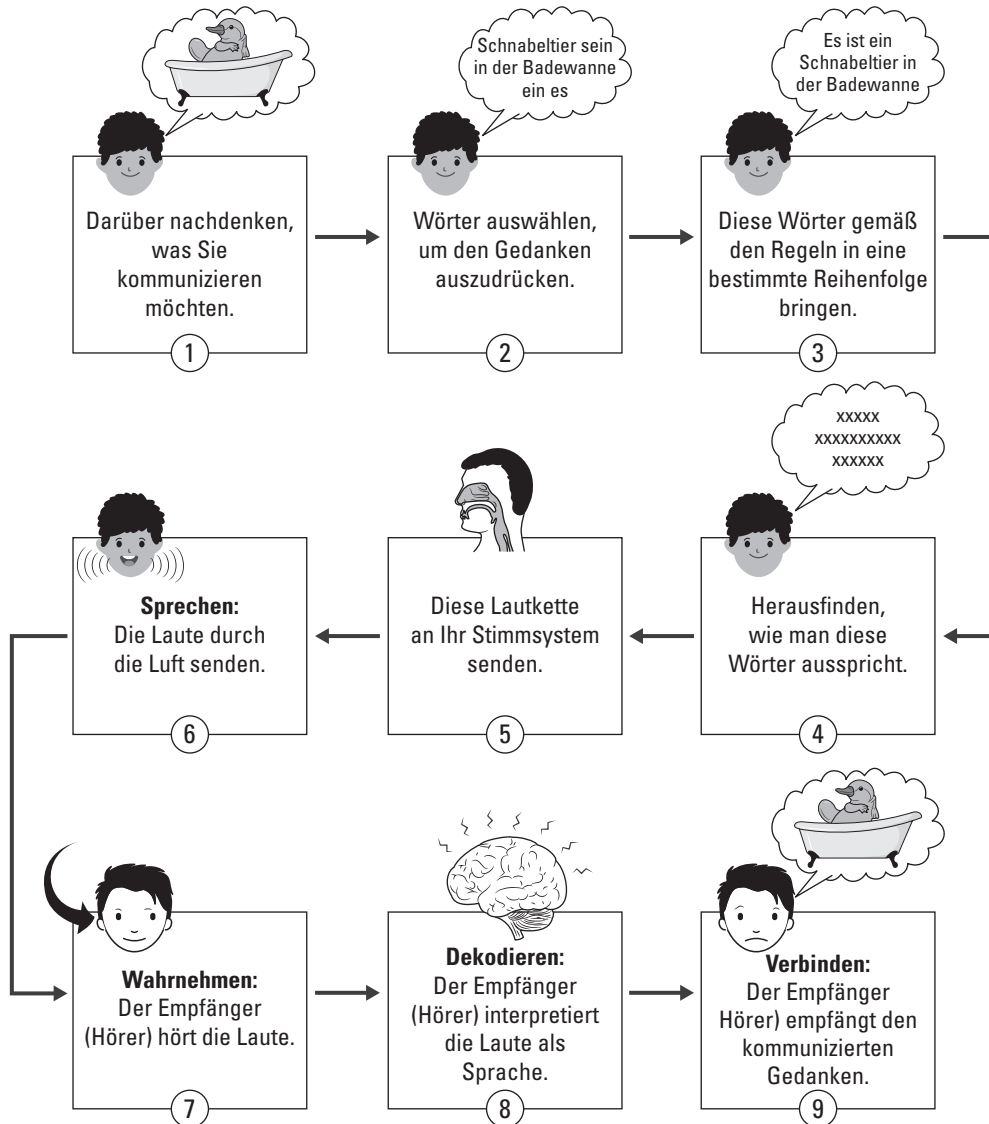 Schnabeltier sein
in der Badewanne
ein es
Es ist ein
Schnabeltier in
der Badewanne
Darüber nachdenken,
was Sie
kommunizieren
möchten.
1
Wörter auswählen,
um den Gedanken
auszudrücken.
2
Diese Wörter gemäß
den Regeln in eine
bestimmte Reihenfolge
bringen.
3
xxxxx
xxxxxxxxxx
xxxxxx
Herausfinden,
wie man diese
Wörter ausspricht.
4
Diese Lautkette
an Ihr Stimmsystem
senden.
5
Sprechen:
Die Laute durch
die Luft senden.
6
Wahrnehmen:
Der Empfänger
(Hörer) hört die Laute.
7
Dekodieren:
Der Empfänger
(Hörer) interpretiert
die Laute als
Sprache.
8
Verbinden:
Der Empfänger
Hörer) empfängt den
kommunizierten
Gedanken.
9